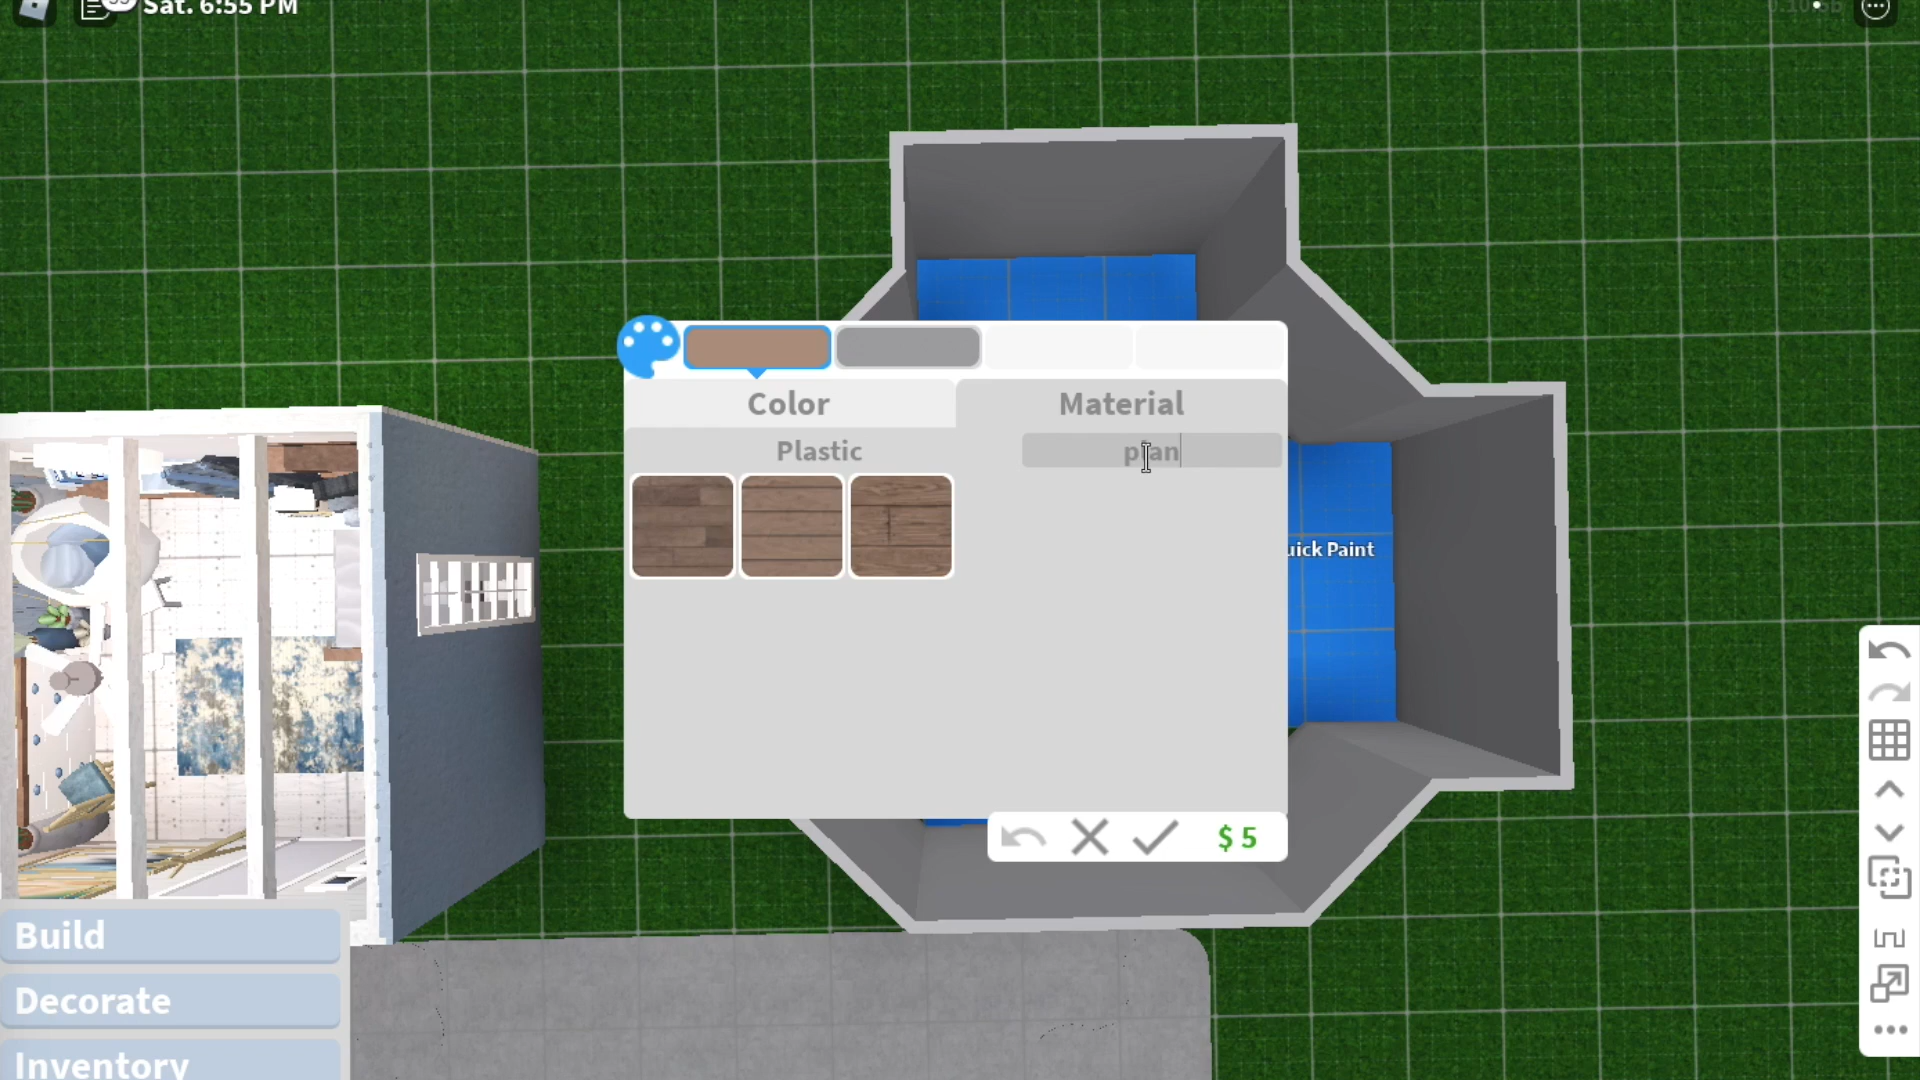 Sat. 6:55 PM
Color
Material
Plastic
plan
uick Paint
$ 5
Build
Decorate
Inventory